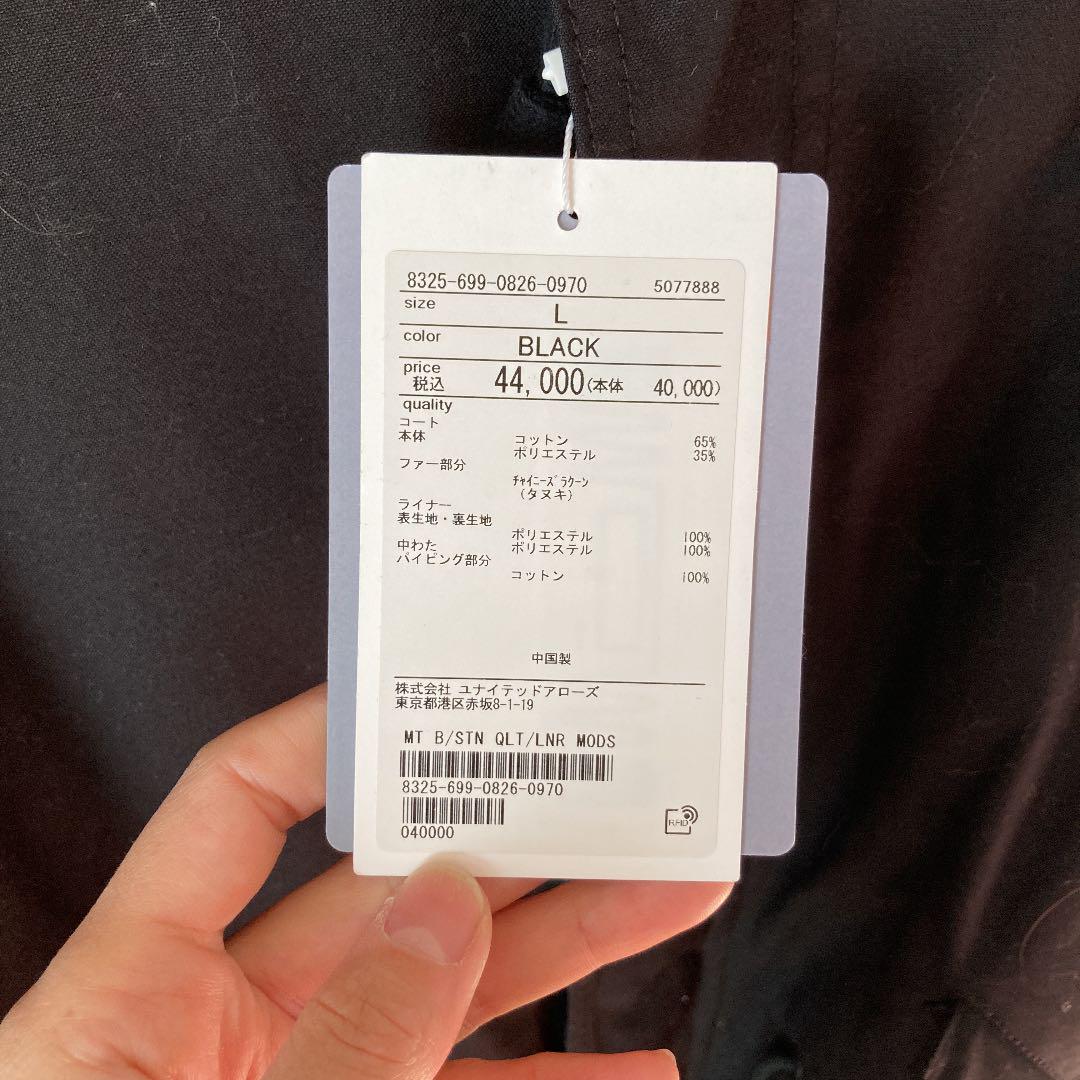 8325-699-0826-0970 5077888
size L
color BLACK
price 税込 44,000(本体 40,000)
quality
コート
本体 コットン 65%
ポリエステル 35%
ファー部分
チャイニーズラクーン
(タヌキ)
ライナー
表生地・裏生地
ポリエステル 100%
中わた ポリエステル 100%
パイピング部分
コットン 100%
中国製
株式会社 ユナイテッドアローズ
東京都港区赤坂8-1-19
MT B/STN QLT/LNR MODS
8325-699-0826-0970
040000
RFID